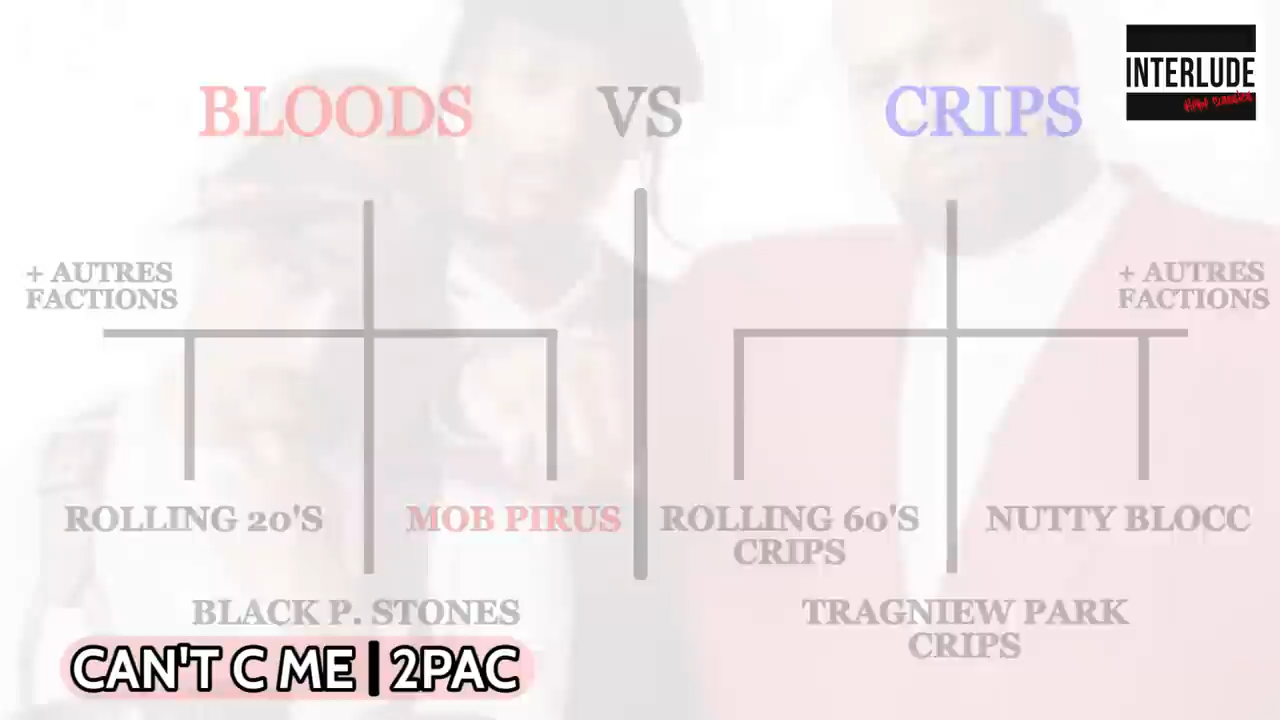 BLOODS VS CRIPS
INTERLUDE
+ AUTRES
FACTIONS
+ AUTRES
FACTIONS
ROLLING 20'S
MOB PIRUS
ROLLING 60'S
CRIPS
NUTTY BLOCC
BLACK P. STONES
TRAGNIEW PARK
CRIPS
CAN'T C ME | 2PAC